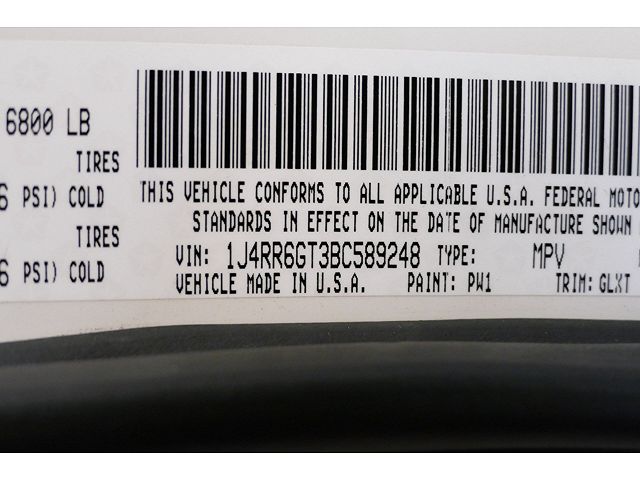 6800 LB
TIRES
PSI) COLD
TIRES
PSI) COLD
THIS VEHICLE CONFORMS TO ALL APPLICABLE U.S.A. FEDERAL MOTO
STANDARDS IN EFFECT ON THE DATE OF MANUFACTURE SHOWN
VIN: 1J4RR6GT3BC589248 TYPE: MPV
VEHICLE MADE IN U.S.A. PAINT: PW1 TRIM: GLXT